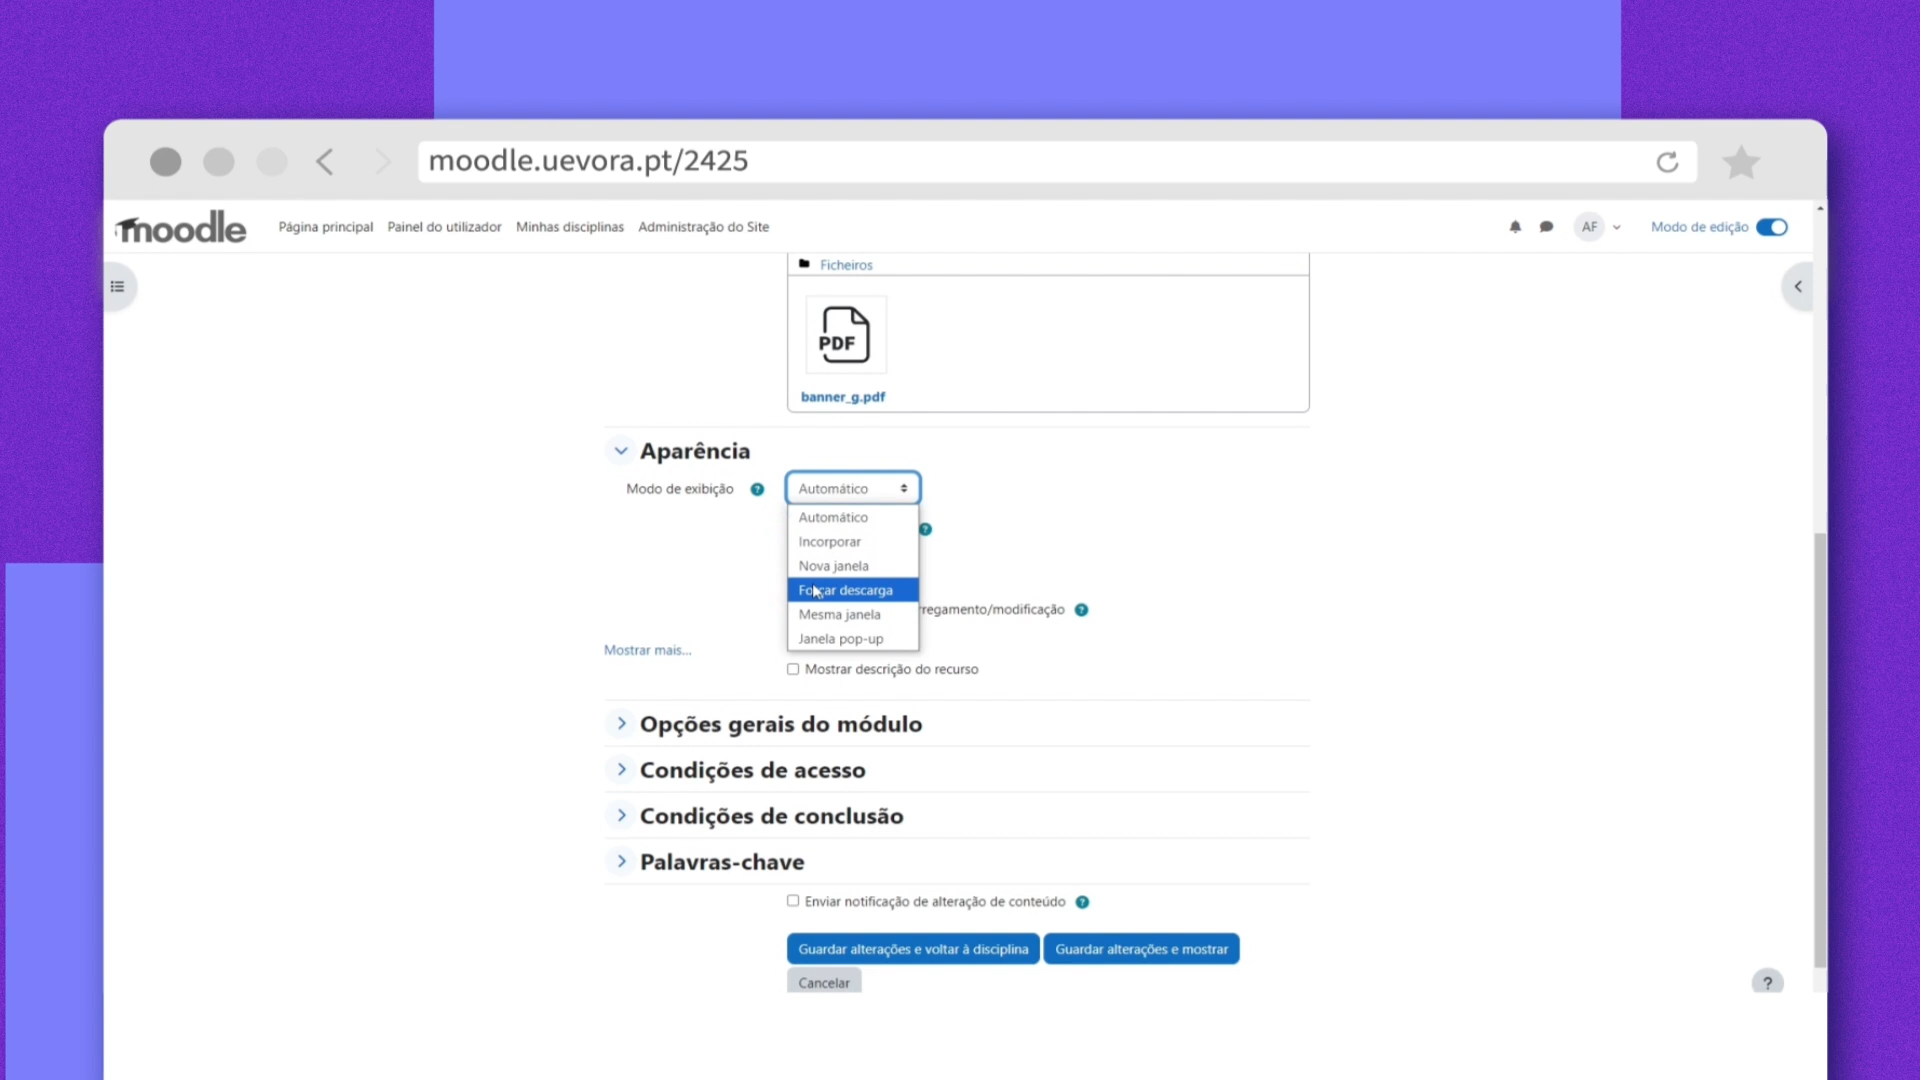 moodle.uevora.pt/2425
moodle
Página principal
Painel do utilizador
Minhas disciplinas
Administração do Site
AF
Modo de edição
Ficheiros
PDF
banner_g.pdf
Aparência
Modo de exibição
?
Automático
Automático
?
Incorporar
Nova janela
Forçar descarga
regamento/modificação
?
Mesma janela
Janela pop-up
Mostrar mais...
Mostrar descrição do recurso
Opções gerais do módulo
Condições de acesso
Condições de conclusão
Palavras-chave
Enviar notificação de alteração de conteúdo
?
Guardar alterações e voltar à disciplina
Guardar alterações e mostrar
Cancelar
?